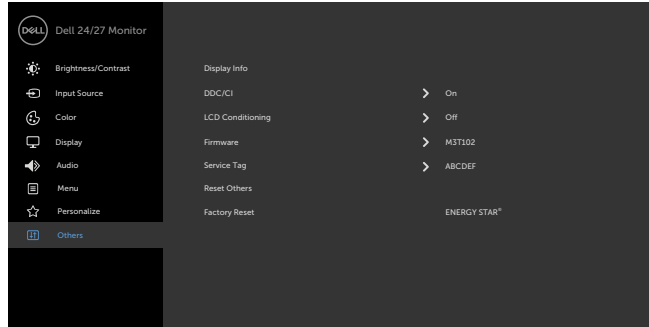 DELL Dell 24/27 Monitor
Brightness/Contrast Display Info
Input Source DDC/CI On
Color LCD Conditioning Off
Display Firmware M3T102
Audio Service Tag ABCDEF
Menu Reset Others
Personalize Factory Reset ENERGY STAR®
Others